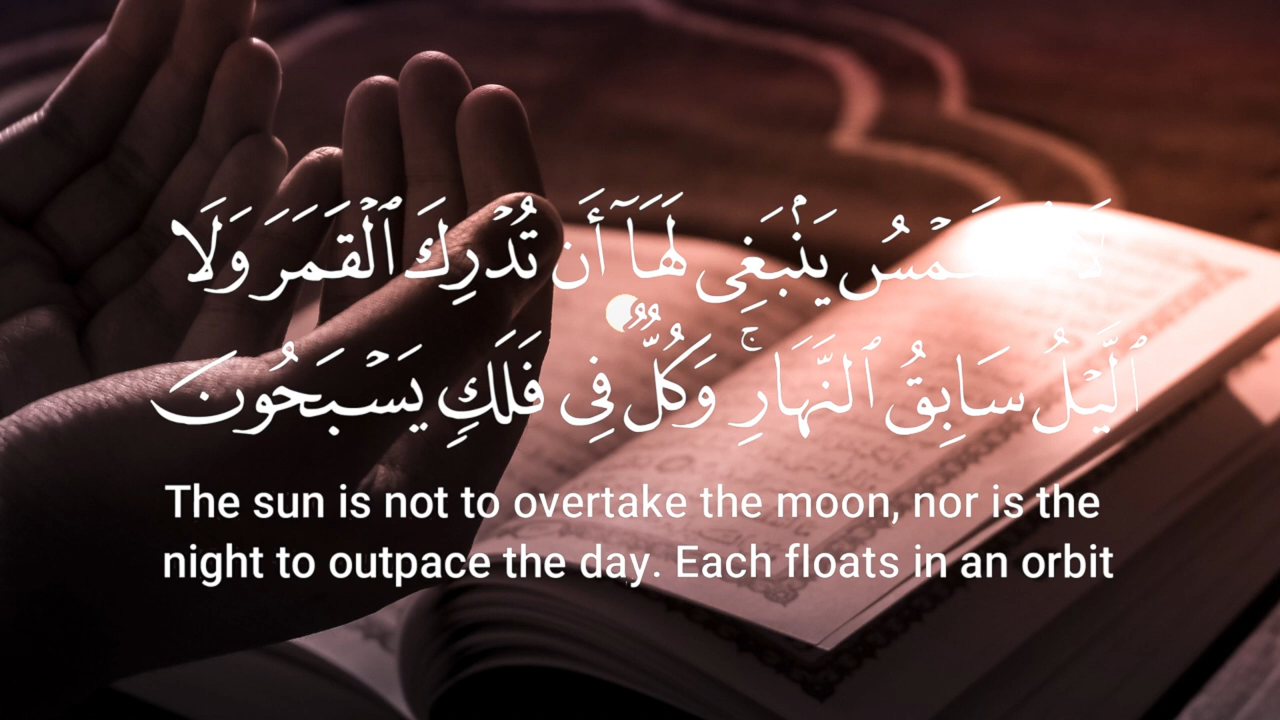 لَا ٱلشَّمْسُ يَنۢبَغِى لَهَآ أَن تُدْرِكَ ٱلْقَمَرَ وَلَا
ٱلَّيْلُ سَابِقُ ٱلنَّهَارِ ۚ وَكُلٌّ فِى فَلَكٍ يَسْبَحُونَ
The sun is not to overtake the moon, nor is the
night to outpace the day. Each floats in an orbit